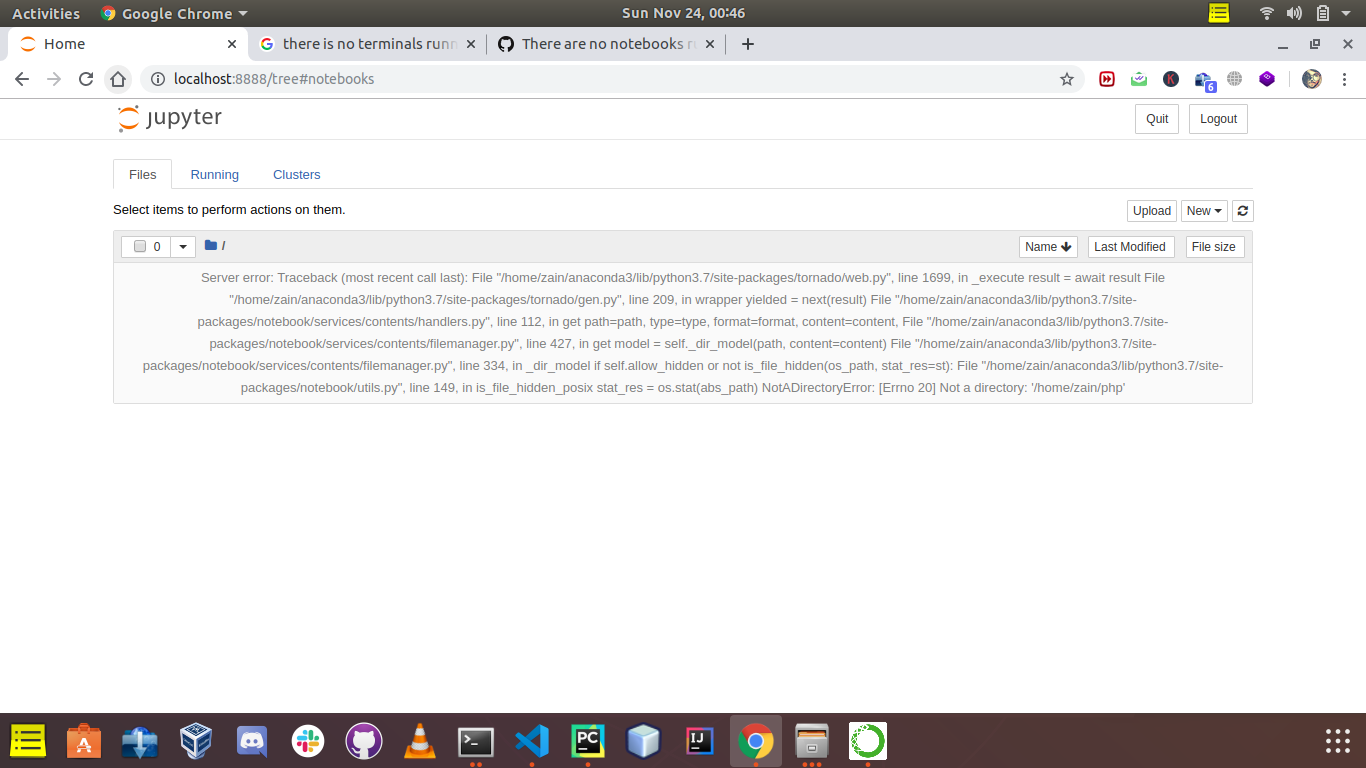 Activities Google Chrome Sun Nov 24, 00:46
Home there is no terminals runn There are no notebooks r
localhost:8888/tree#notebooks
6
jupyter Quit Logout
Files Running Clusters
Select items to perform actions on them. Upload New
0 / Name Last Modified File size
Server error: Traceback (most recent call last): File "/home/zain/anaconda3/lib/python3.7/site-packages/tornado/web.py", line 1699, in _execute result = await result File
"/home/zain/anaconda3/lib/python3.7/site-packages/tornado/gen.py", line 209, in wrapper yielded = next(result) File "/home/zain/anaconda3/lib/python3.7/site-
packages/notebook/services/contents/handlers.py", line 112, in get path=path, type=type, format=format, content=content, File "/home/zain/anaconda3/lib/python3.7/site-
packages/notebook/services/contents/filemanager.py", line 427, in get model = self._dir_model(path, content=content) File "/home/zain/anaconda3/lib/python3.7/site-
packages/notebook/services/contents/filemanager.py", line 334, in _dir_model if self.allow_hidden or not is_file_hidden(os_path, stat_res=st): File "/home/zain/anaconda3/lib/python3.7/site-
packages/notebook/utils.py", line 149, in is_file_hidden_posix stat_res = os.stat(abs_path) NotADirectoryError: [Errno 20] Not a directory: '/home/zain/php'
PC IJ